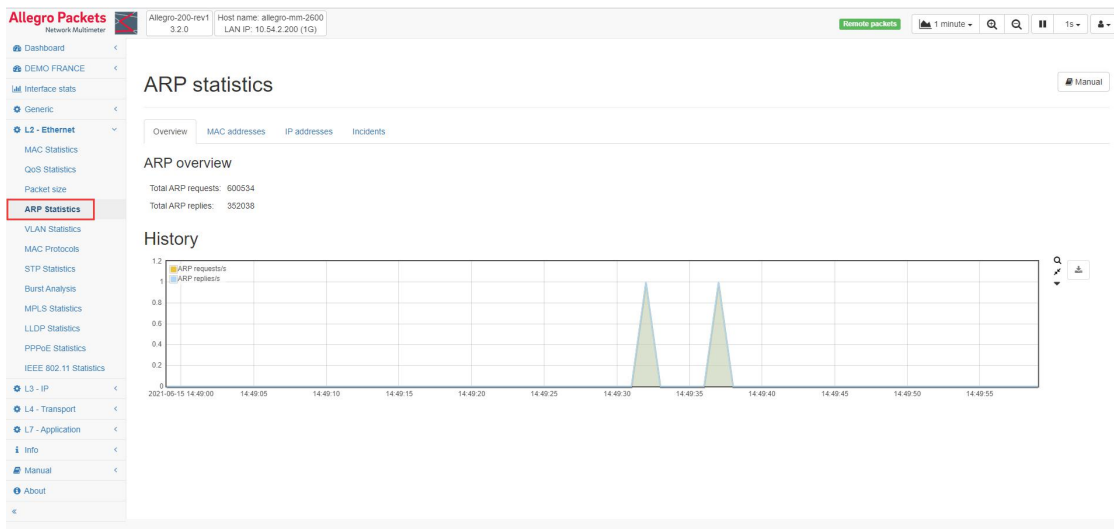 Allegro Packets
Network Multimeter
Allegro-200-rev1
3.2.0
Host name: allegro-mm-2600
LAN IP: 10.54.2.200 (1G)
Remote packets
1 minute
1s
Dashboard
DEMO FRANCE
Interface stats
Generic
L2 - Ethernet
MAC Statistics
QoS Statistics
Packet size
ARP Statistics
VLAN Statistics
MAC Protocols
STP Statistics
Burst Analysis
MPLS Statistics
LLDP Statistics
PPPoE Statistics
IEEE 802.11 Statistics
L3 - IP
L4 - Transport
L7 - Application
Info
Manual
About
«
ARP statistics
Manual
Overview MAC addresses IP addresses Incidents
ARP overview
Total ARP requests: 600534
Total ARP replies: 352038
History
ARP requests/s
ARP replies/s
1.2
1
0.8
0.6
0.4
0.2
0
2021-06-15 14:49:00 14:49:05 14:49:10 14:49:15 14:49:20 14:49:25 14:49:30 14:49:35 14:49:40 14:49:45 14:49:50 14:49:55